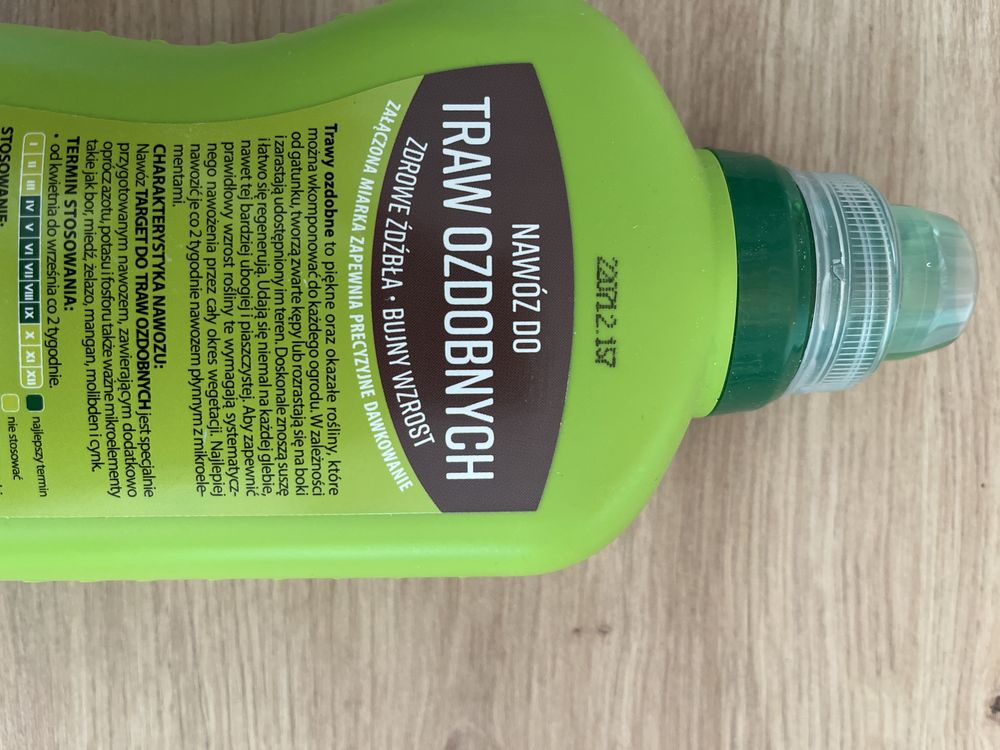 220712.157
NAWÓZ DO
TRAW OZDOBNYCH
ZDROWE ŹDŹBŁA • BUJNY WZROST
ZAŁĄCZONA MIARKA ZAPEWNIA PRECYZYJNE DAWKOWANIE
Trawy ozdobne to piękne oraz okazałe rośliny, które
można wkomponować do każdego ogrodu. W zależności
od gatunku, tworzą zwarte kępy lub rozrastają się na boki
i zarastają udostępniony im teren. Doskonale znoszą suszę
i łatwo się regenerują. Udają się niemal na każdej glebie,
nawet tej bardziej ubogiej i piaszczystej. Aby zapewnić
prawidłowy wzrost rośliny te wymagają systematycz-
nego nawożenia przez cały okres wegetacji. Najlepiej
nawozić je co 2 tygodnie nawozem płynnym z mikroele-
mentami.
CHARAKTERYSTYKA NAWOZU:
Nawóz TARGET DO TRAW OZDOBNYCH jest specjalnie
przygotowanym nawozem, zawierającym dodatkowo
oprócz azotu, potasu i fosforu także ważne mikroelementy
takie jak: bor, miedź, żelazo, mangan, molibden i cynk.
TERMIN STOSOWANIA:
• od kwietnia do września co 2 tygodnie.
I II III IV V VI VII VIII IX X XI XII
najlepszy termin
nie stosować
STOSOWANIE: